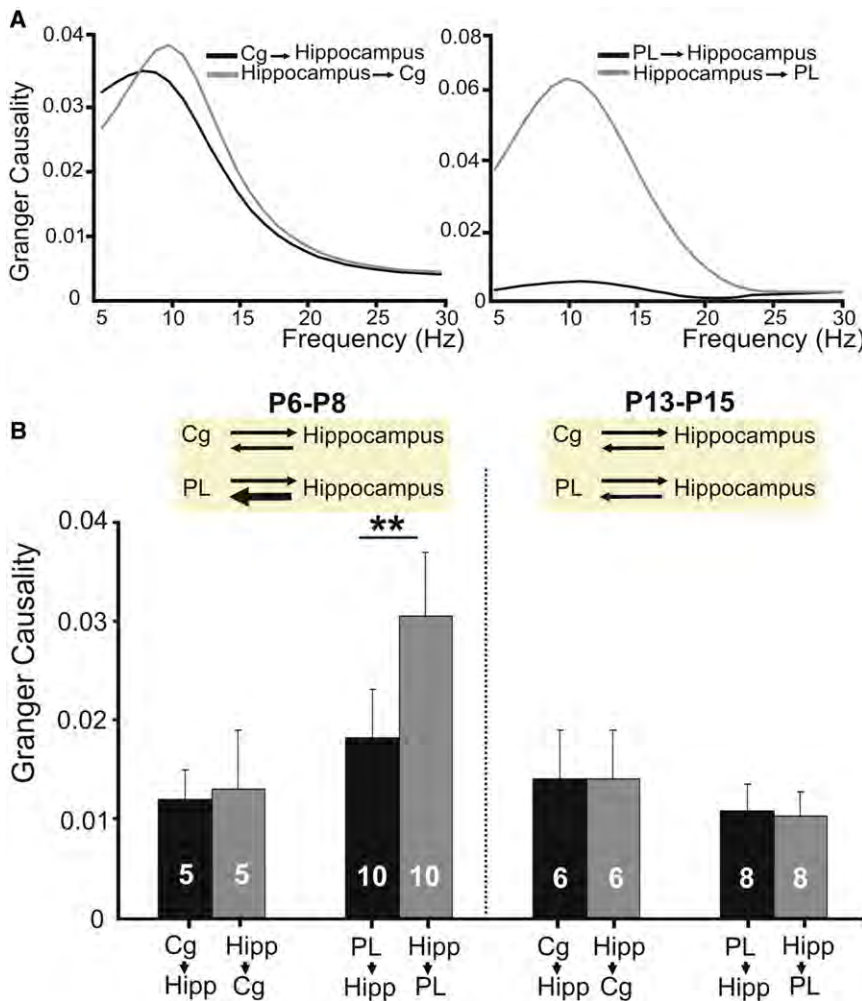 A
0.04
0.03
0.02
0.01
0
Granger Causality
Cg → Hippocampus
Hippocampus → Cg
5 10 15 20 25 30
Frequency (Hz)
0.08
0.06
0.04
0.02
0
PL → Hippocampus
Hippocampus → PL
5 10 15 20 25 30
Frequency (Hz)
B
P6-P8
P13-P15
Cg Hippocampus
PL Hippocampus
Cg Hippocampus
PL Hippocampus
Granger Causality
0.04
0.03
0.02
0.01
0
**
5 5 10 10 6 6 8 8
Cg Hipp PL Hipp Cg Hipp PL Hipp
Hipp Cg Hipp PL Hipp Cg Hipp PL